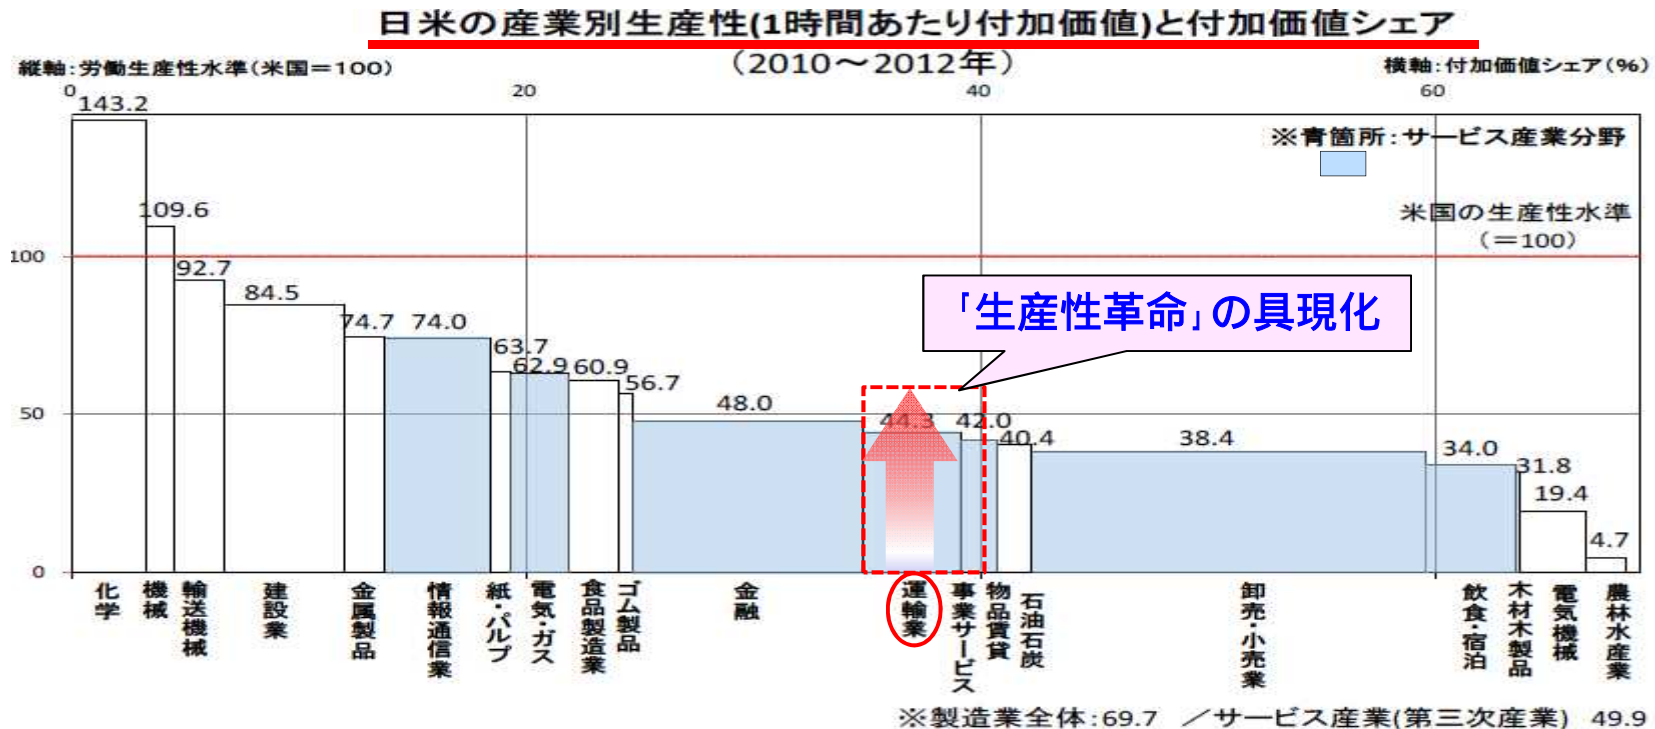 日米の産業別生産性(1時間あたり付加価値)と付加価値シェア
(2010～2012年)
縦軸:労働生産性水準(米国=100)
横軸:付加価値シェア(%)
0 20 40 60
143.2
※青箇所:サービス産業分野
109.6
米国の生産性水準
(=100)
100
92.7
84.5
「生産性革命」の具現化
74.7 74.0
63.7
62.9 60.9
56.7
48.0
50
44.3 42.0
40.4
38.4
34.0
31.8
19.4
4.7
0
化学
機械
輸送機械
建設業
金属製品
情報通信業
紙・パルプ
電気・ガス
食品製造業
ゴム製品
金融
運輸業
事業サービス
物品賃貸
石油石炭
卸売・小売業
飲食・宿泊
木材木製品
電気機械
農林水産業
※製造業全体:69.7 ／サービス産業(第三次産業) 49.9